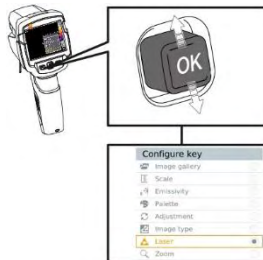 OK
Configure key
Image gallery
Scale
Emissivity
Palette
Adjustment
Image type
Laser
Zoom